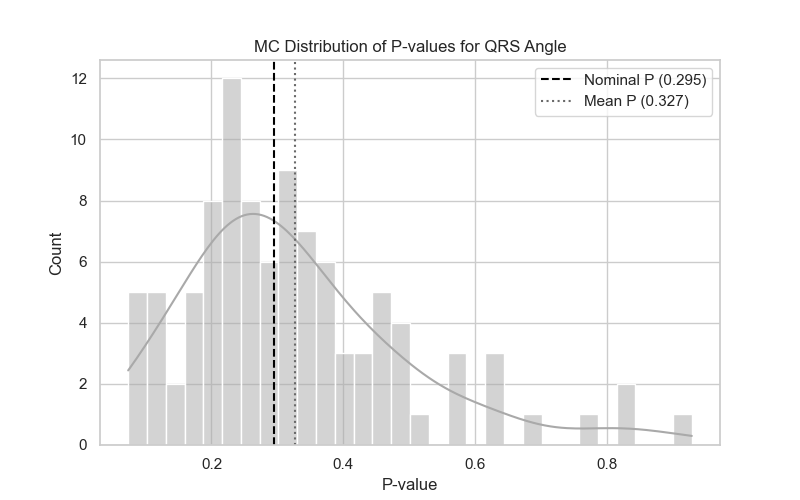 MC Distribution of P-values for QRS Angle
Nominal P (0.295)
Mean P (0.327)
12
10
8
6
4
2
0
Count
0.2 0.4 0.6 0.8
P-value